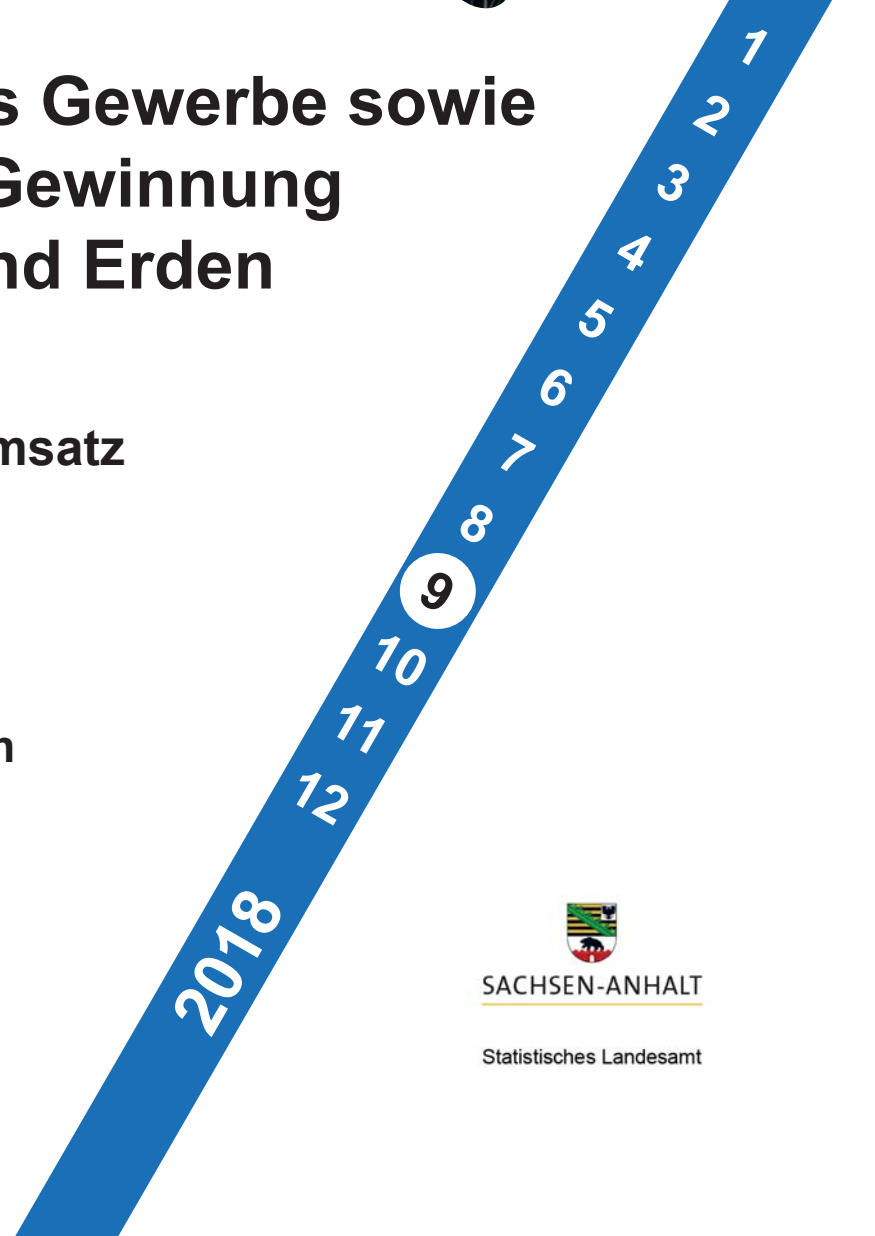 s Gewerbe sowie
Gewinnung
nd Erden
msatz
n
1
2
3
4
5
6
7
8
9
10
11
12
2018
SACHSEN-ANHALT
Statistisches Landesamt